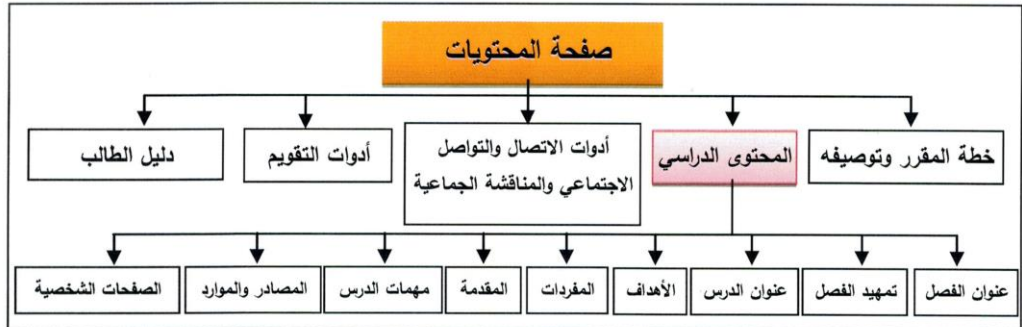 صفحة المحتويات
خطة المقرر وتوصيفه
المحتوى الدراسي
أدوات الاتصال والتواصل
الاجتماعي والمناقشة الجماعية
أدوات التقويم
دليل الطالب
عنوان الفصل
تمهيد الفصل
عنوان الدرس
الأهداف
المفردات
المقدمة
مهمات الدرس
المصادر والموارد
الصفحات الشخصية